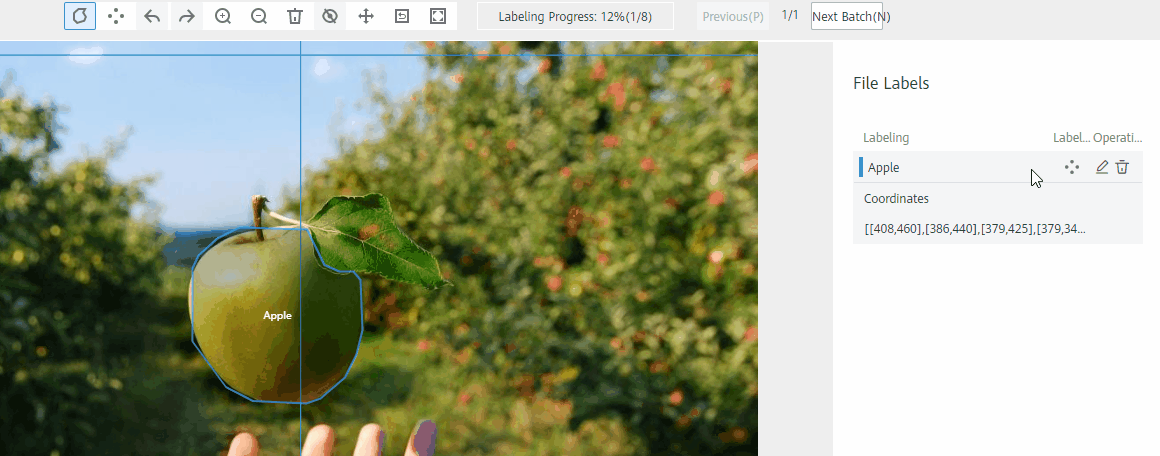 Labeling Progress: 12%(1/8)
Previous(P)
1/1
Next Batch(N)
File Labels
Labeling
Label...
Operati...
Apple
Coordinates
[[408,460],[386,440],[379,425],[379,34...
Apple